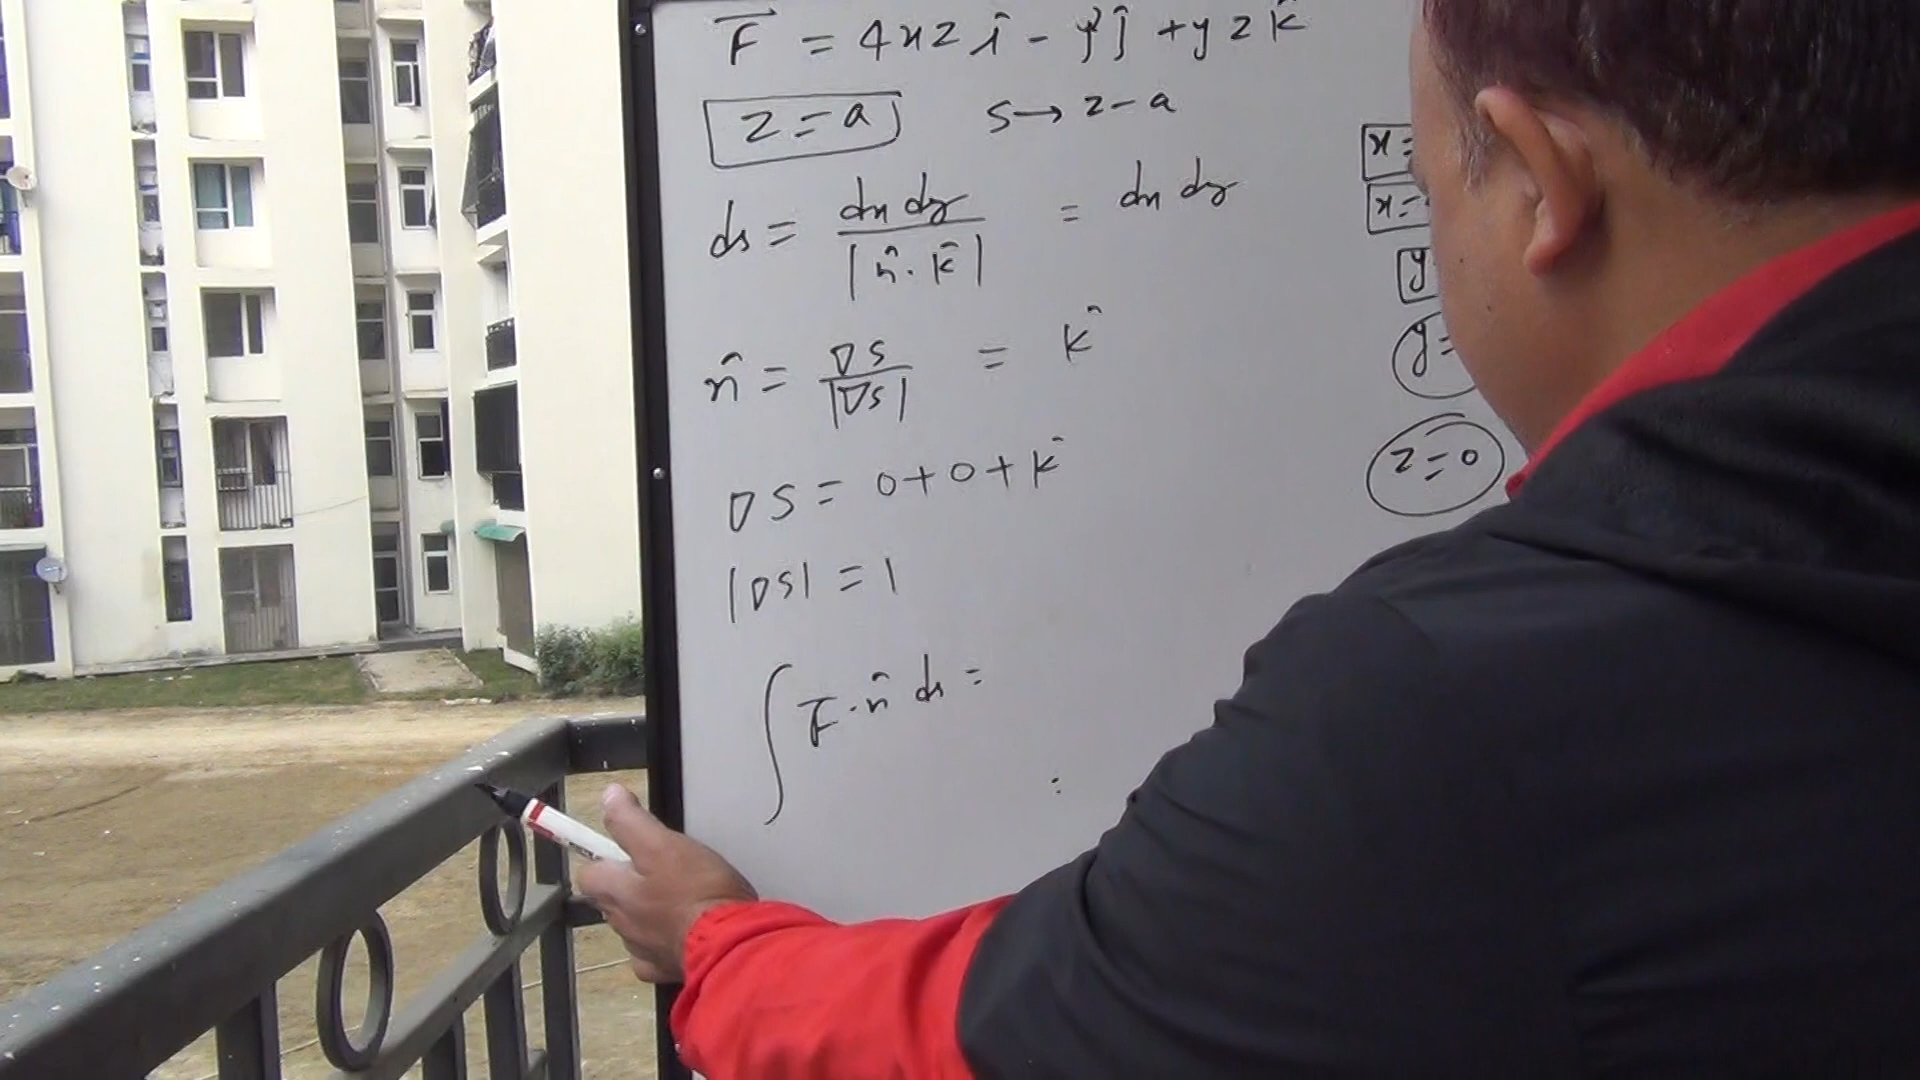 F⃗ = 4xz î - y² ĵ + yz k̂
z = a   S → z - a
ds = dx dy / |n̂ . k̂| = dx dy
n̂ = ∇S / |∇S| = k̂
∇S = 0 + 0 + k̂
|∇S| = 1
∫ F⃗ . n̂ ds =
x =
x =
y
y =
z = 0